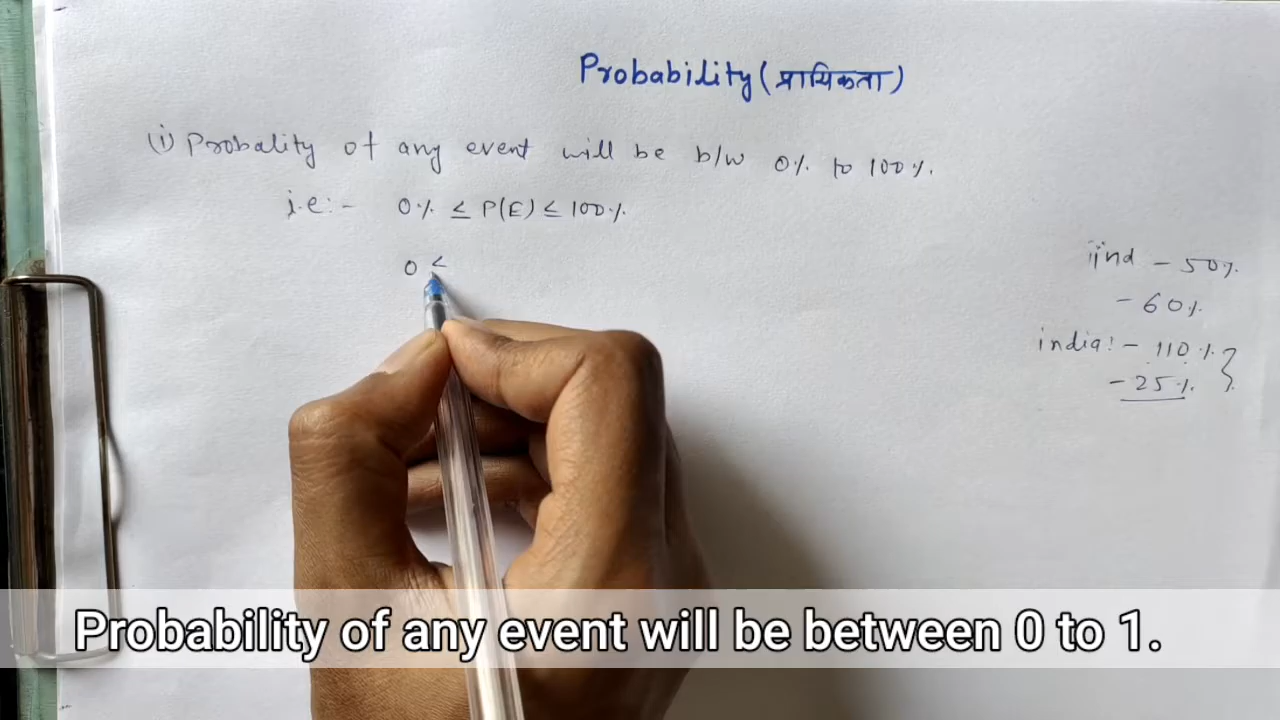 Probability (प्रायिकता)
(i) Probality of any event will be b/w 0% to 100%.
i.e:- 0% ≤ P(E) ≤ 100%
0 <
iind - 50%
- 60%
india:- 110%}
- 25%
Probability of any event will be between 0 to 1.